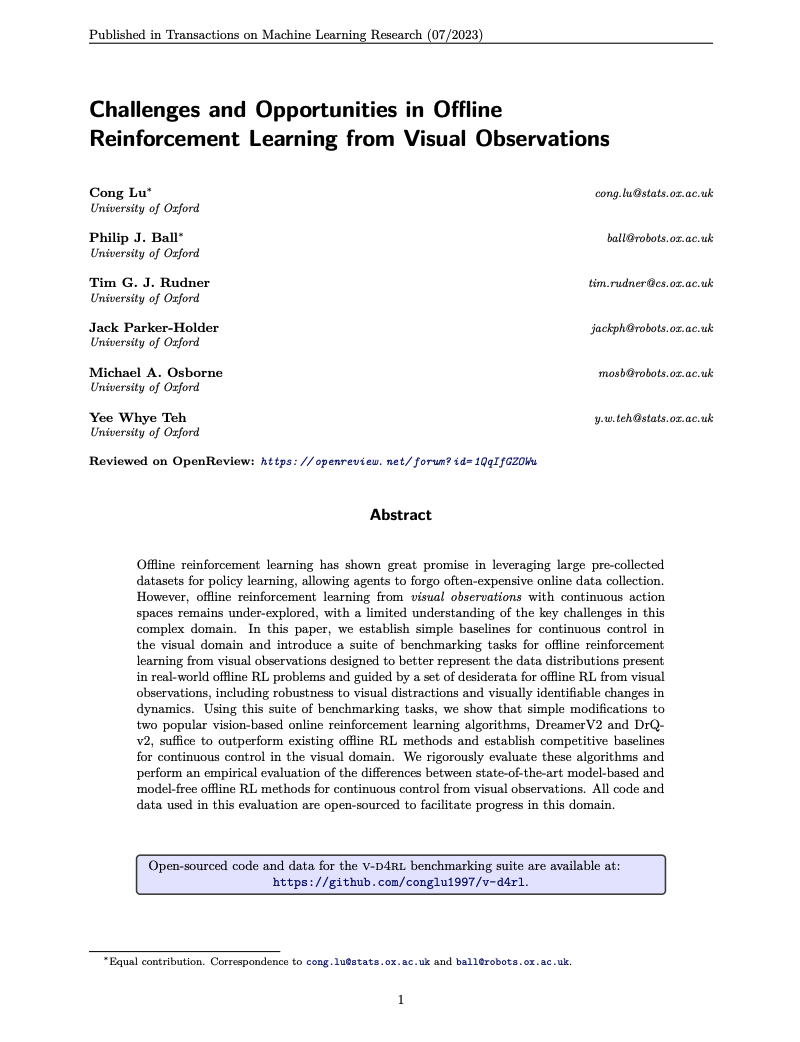 Published in Transactions on Machine Learning Research (07/2023)
Challenges and Opportunities in Offline
Reinforcement Learning from Visual Observations
Cong Lu* cong.lu@stats.ox.ac.uk
University of Oxford
Philip J. Ball* ball@robots.ox.ac.uk
University of Oxford
Tim G. J. Rudner tim.rudner@cs.ox.ac.uk
University of Oxford
Jack Parker-Holder jackph@robots.ox.ac.uk
University of Oxford
Michael A. Osborne mosb@robots.ox.ac.uk
University of Oxford
Yee Whye Teh y.w.teh@stats.ox.ac.uk
University of Oxford
Reviewed on OpenReview: https://openreview.net/forum?id=1QqIfGZOWu
Abstract
Offline reinforcement learning has shown great promise in leveraging large pre-collected
datasets for policy learning, allowing agents to forgo often-expensive online data collection.
However, offline reinforcement learning from visual observations with continuous action
spaces remains under-explored, with a limited understanding of the key challenges in this
complex domain. In this paper, we establish simple baselines for continuous control in
the visual domain and introduce a suite of benchmarking tasks for offline reinforcement
learning from visual observations designed to better represent the data distributions present
in real-world offline RL problems and guided by a set of desiderata for offline RL from visual
observations, including robustness to visual distractions and visually identifiable changes in
dynamics. Using this suite of benchmarking tasks, we show that simple modifications to
two popular vision-based online reinforcement learning algorithms, DreamerV2 and DrQ-
v2, suffice to outperform existing offline RL methods and establish competitive baselines
for continuous control in the visual domain. We rigorously evaluate these algorithms and
perform an empirical evaluation of the differences between state-of-the-art model-based and
model-free offline RL methods for continuous control from visual observations. All code and
data used in this evaluation are open-sourced to facilitate progress in this domain.
Open-sourced code and data for the V-D4RL benchmarking suite are available at:
https://github.com/conglu1997/v-d4rl.
*Equal contribution. Correspondence to cong.lu@stats.ox.ac.uk and ball@robots.ox.ac.uk.
1